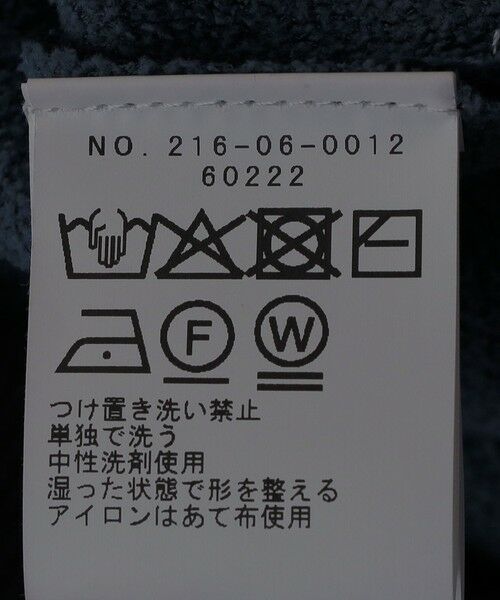 NO. 216-06-0012
60222
F W
つけ置き洗い禁止
単独で洗う
中性洗剤使用
湿った状態で形を整える
アイロンはあて布使用